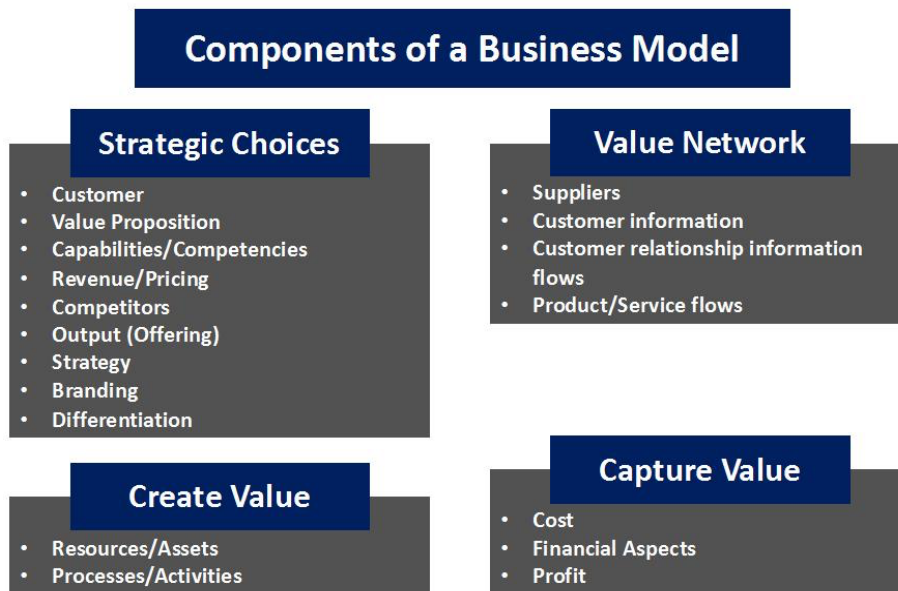 Components of a Business Model
Strategic Choices
• Customer
• Value Proposition
• Capabilities/Competencies
• Revenue/Pricing
• Competitors
• Output (Offering)
• Strategy
• Branding
• Differentiation
Value Network
• Suppliers
• Customer information
• Customer relationship information
flows
• Product/Service flows
Create Value
• Resources/Assets
• Processes/Activities
Capture Value
• Cost
• Financial Aspects
• Profit